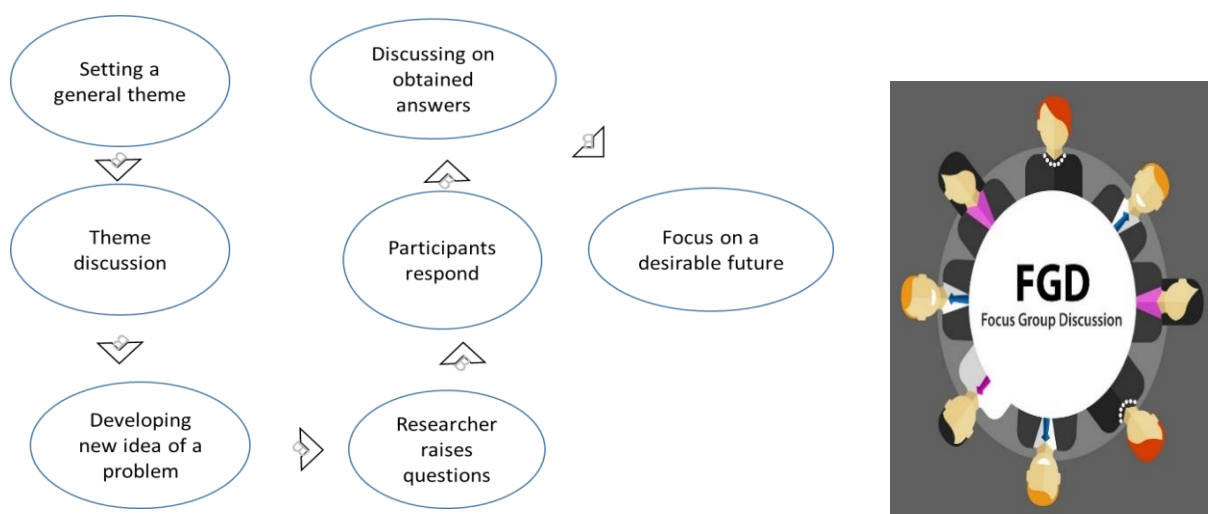 Setting a
general theme
Theme
discussion
Developing
new idea of a
problem
Researcher
raises
questions
Participants
respond
Discussing on
obtained
answers
Focus on a
desirable future
FGD
Focus Group Discussion